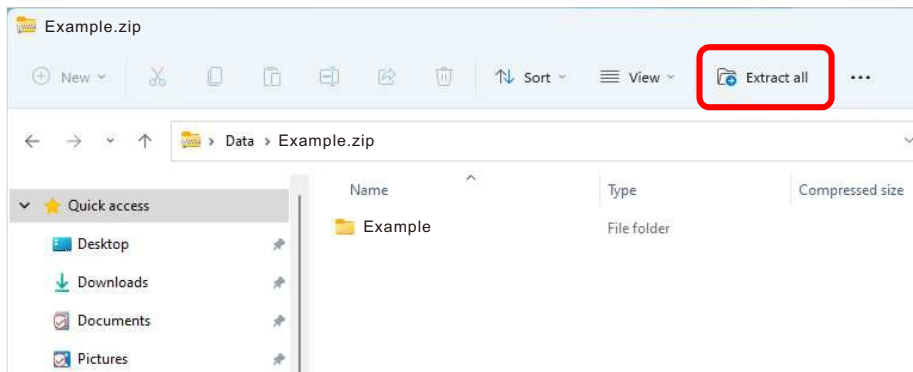 Example.zip
New Sort View Extract all ...
Data > Example.zip
Name Type Compressed size
Quick access
Example File folder
Desktop
Downloads
Documents
Pictures